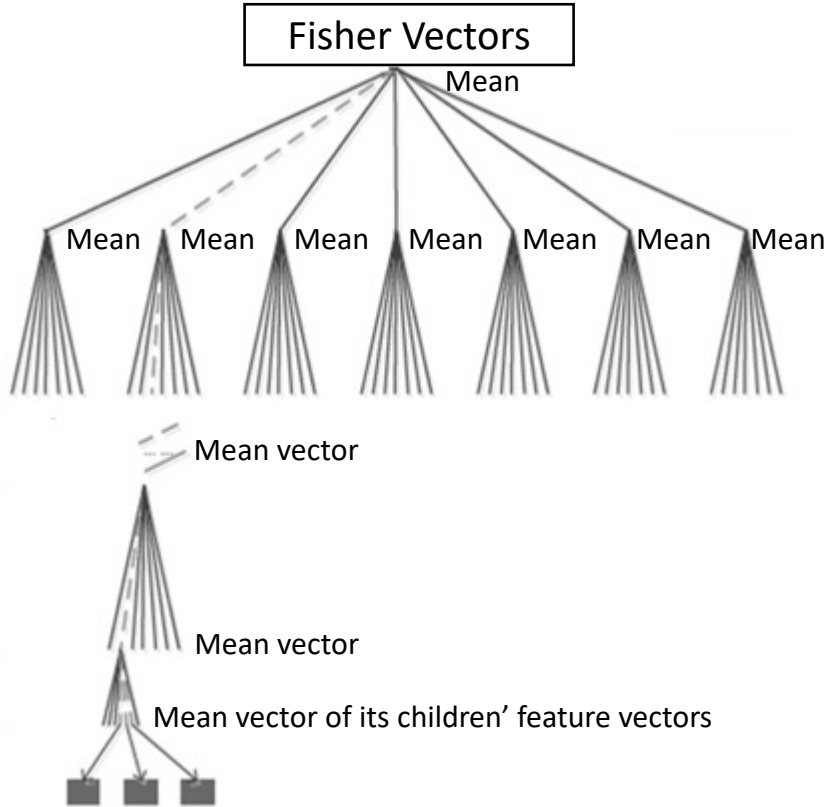 Fisher Vectors
Mean
Mean Mean Mean Mean Mean Mean Mean
Mean vector
Mean vector
Mean vector of its children’ feature vectors